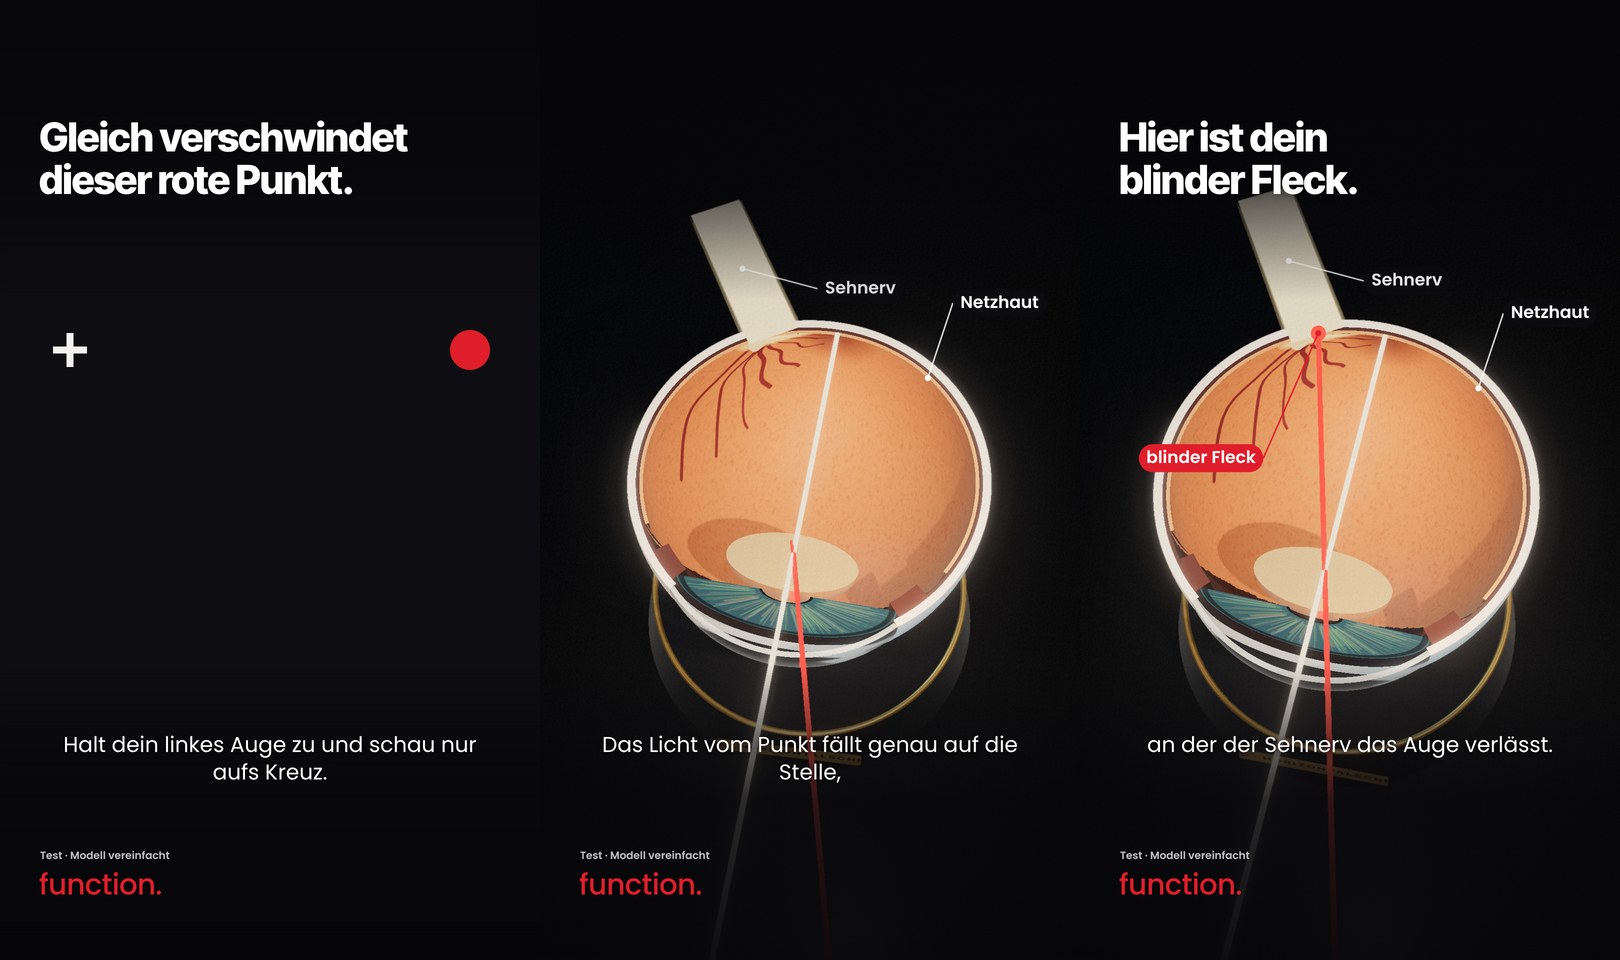 Gleich verschwindet
dieser rote Punkt.
Halt dein linkes Auge zu und schau nur
aufs Kreuz.
Test · Modell vereinfacht
function.
Sehnerv
Netzhaut
Das Licht vom Punkt fällt genau auf die
Stelle,
Test · Modell vereinfacht
function.
Hier ist dein
blinder Fleck.
Sehnerv
Netzhaut
blinder Fleck
an der der Sehnerv das Auge verlässt.
Test · Modell vereinfacht
function.